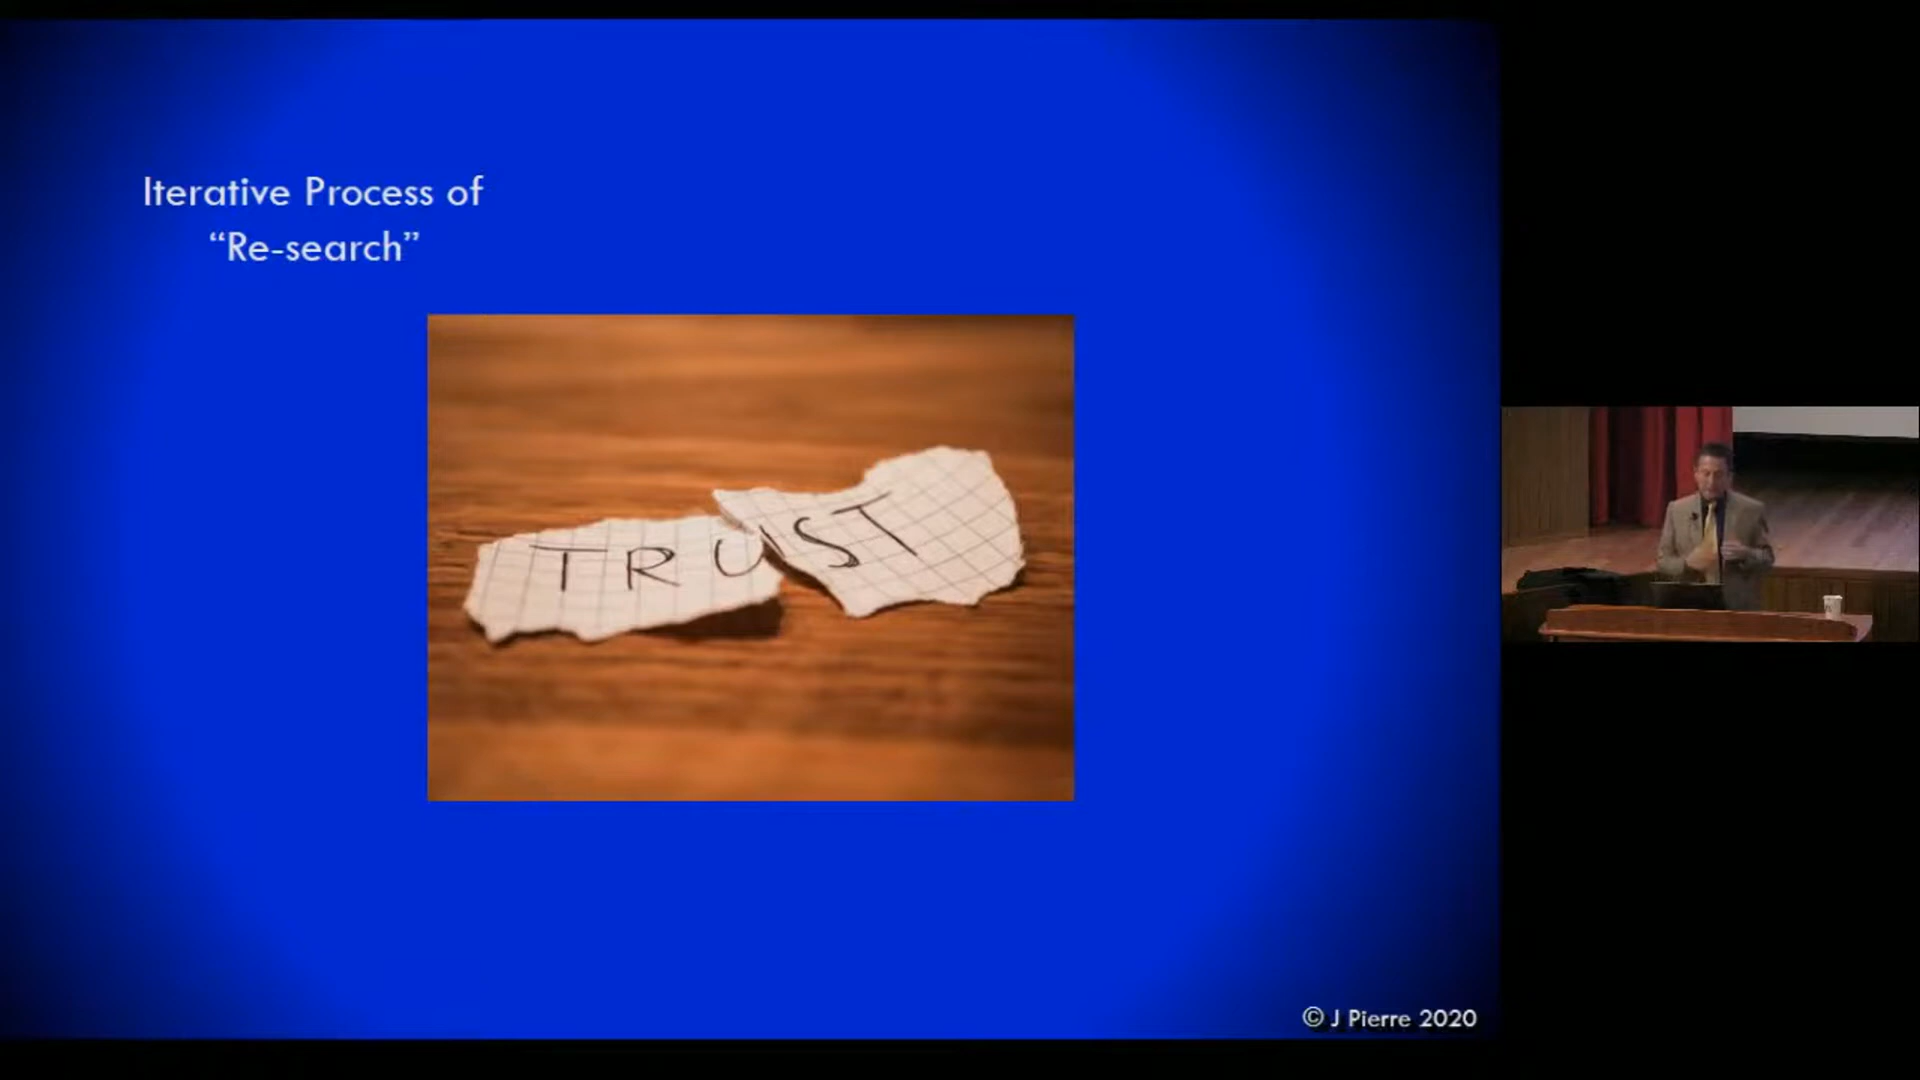 Iterative Process of
“Re-search”
TRUST
© J Pierre 2020